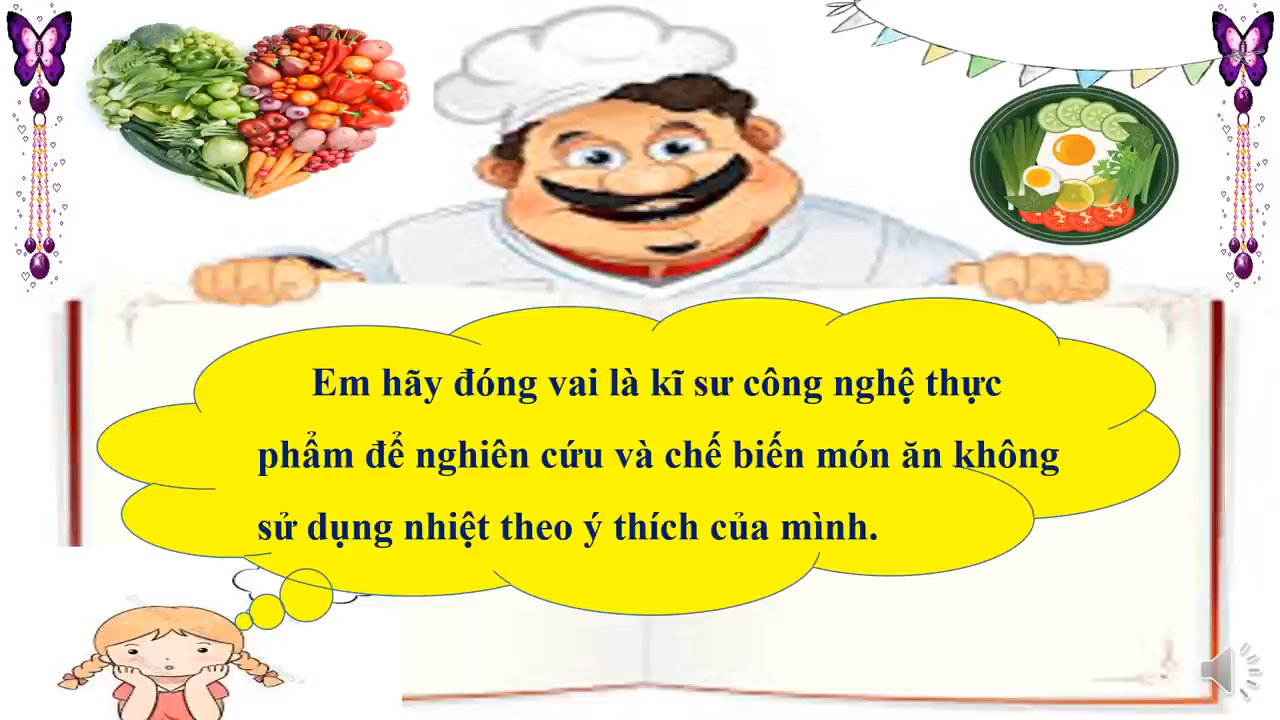 Em hãy đóng vai là kĩ sư công nghệ thực
phẩm để nghiên cứu và chế biến món ăn không
sử dụng nhiệt theo ý thích của mình.